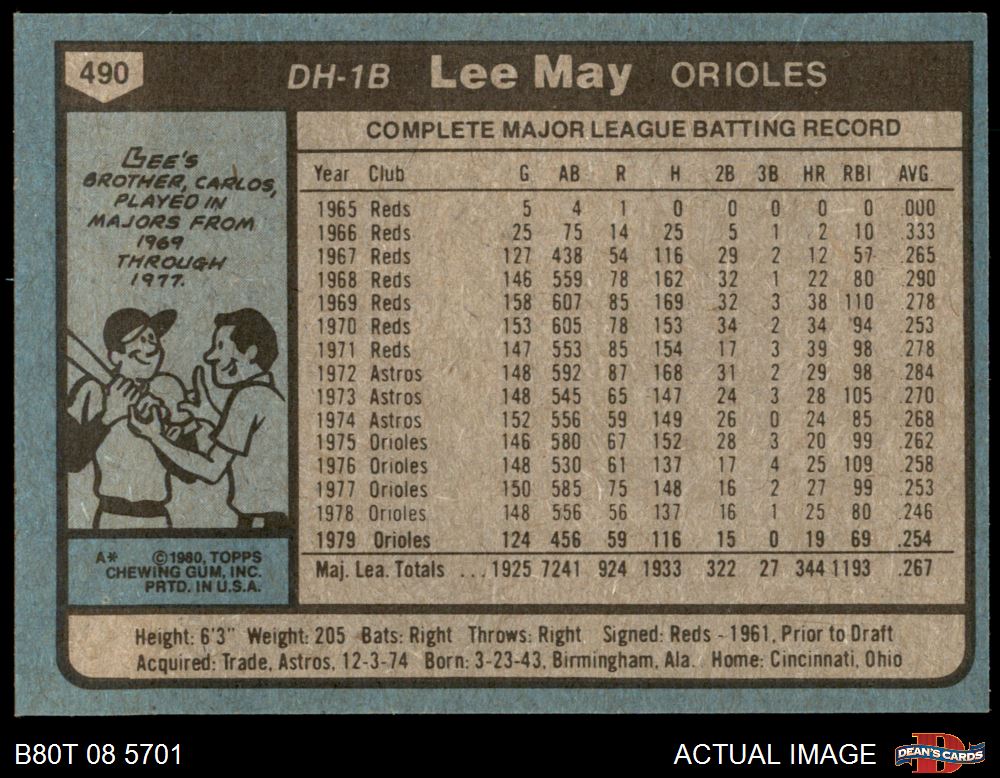 490 DH-1B Lee May ORIOLES
LEE'S
BROTHER, CARLOS,
PLAYED IN
MAJORS FROM
1969
THROUGH
1977.
A* ©1980, TOPPS
CHEWING GUM, INC.
PRTD. IN U.S.A.
COMPLETE MAJOR LEAGUE BATTING RECORD
Year Club G AB R H 2B 3B HR RBI AVG.
1965 Reds 5 4 1 0 0 0 0 0 .000
1966 Reds 25 75 14 25 5 1 2 10 .333
1967 Reds 127 438 54 116 29 2 12 57 .265
1968 Reds 146 559 78 162 32 1 22 80 .290
1969 Reds 158 607 85 169 32 3 38 110 .278
1970 Reds 153 605 78 153 34 2 34 94 .253
1971 Reds 147 553 85 154 17 3 39 98 .278
1972 Astros 148 592 87 168 31 2 29 98 .284
1973 Astros 148 545 65 147 24 3 28 105 .270
1974 Astros 152 556 59 149 26 0 24 85 .268
1975 Orioles 146 580 67 152 28 3 20 99 .262
1976 Orioles 148 530 61 137 17 4 25 109 .258
1977 Orioles 150 585 75 148 16 2 27 99 .253
1978 Orioles 148 556 56 137 16 1 25 80 .246
1979 Orioles 124 456 59 116 15 0 19 69 .254
Maj. Lea. Totals ...1925 7241 924 1933 322 27 344 1193 .267
Height: 6'3" Weight: 205 Bats: Right Throws: Right Signed: Reds - 1961, Prior to Draft
Acquired: Trade, Astros, 12-3-74 Born: 3-23-43, Birmingham, Ala. Home: Cincinnati, Ohio
B80T 08 5701 ACTUAL IMAGE D DEAN'S CARDS